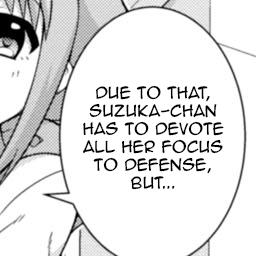 DUE TO THAT,
SUZUKA-CHAN
HAS TO DEVOTE
ALL HER FOCUS
TO DEFENSE,
BUT...